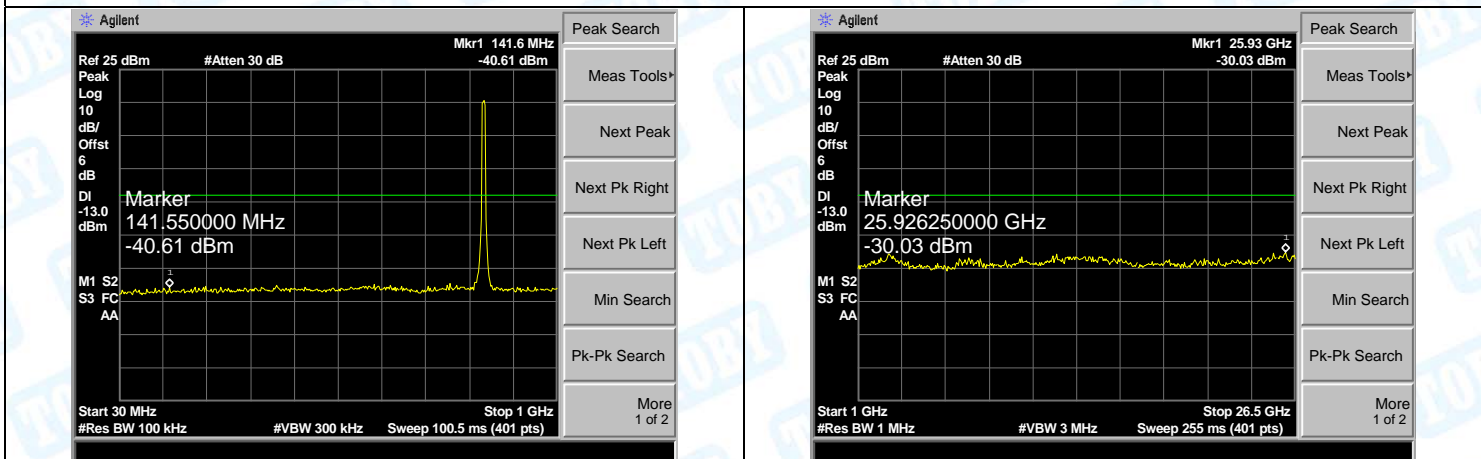 Agilent
Peak Search
Mkr1 141.6 MHz
Ref 25 dBm #Atten 30 dB -40.61 dBm
Peak
Log
10
dB/
Offst
6
dB
DI
-13.0
dBm
Marker
141.550000 MHz
-40.61 dBm
1
M1 S2
S3 FC
AA
Start 30 MHz Stop 1 GHz
#Res BW 100 kHz #VBW 300 kHz Sweep 100.5 ms (401 pts)
Meas Tools
Next Peak
Next Pk Right
Next Pk Left
Min Search
Pk-Pk Search
More
1 of 2
Agilent
Peak Search
Mkr1 25.93 GHz
Ref 25 dBm #Atten 30 dB -30.03 dBm
Peak
Log
10
dB/
Offst
6
dB
DI
-13.0
dBm
Marker
25.926250000 GHz
-30.03 dBm
1
M1 S2
S3 FC
AA
Start 1 GHz Stop 26.5 GHz
#Res BW 1 MHz #VBW 3 MHz Sweep 255 ms (401 pts)
Meas Tools
Next Peak
Next Pk Right
Next Pk Left
Min Search
Pk-Pk Search
More
1 of 2
TOBY